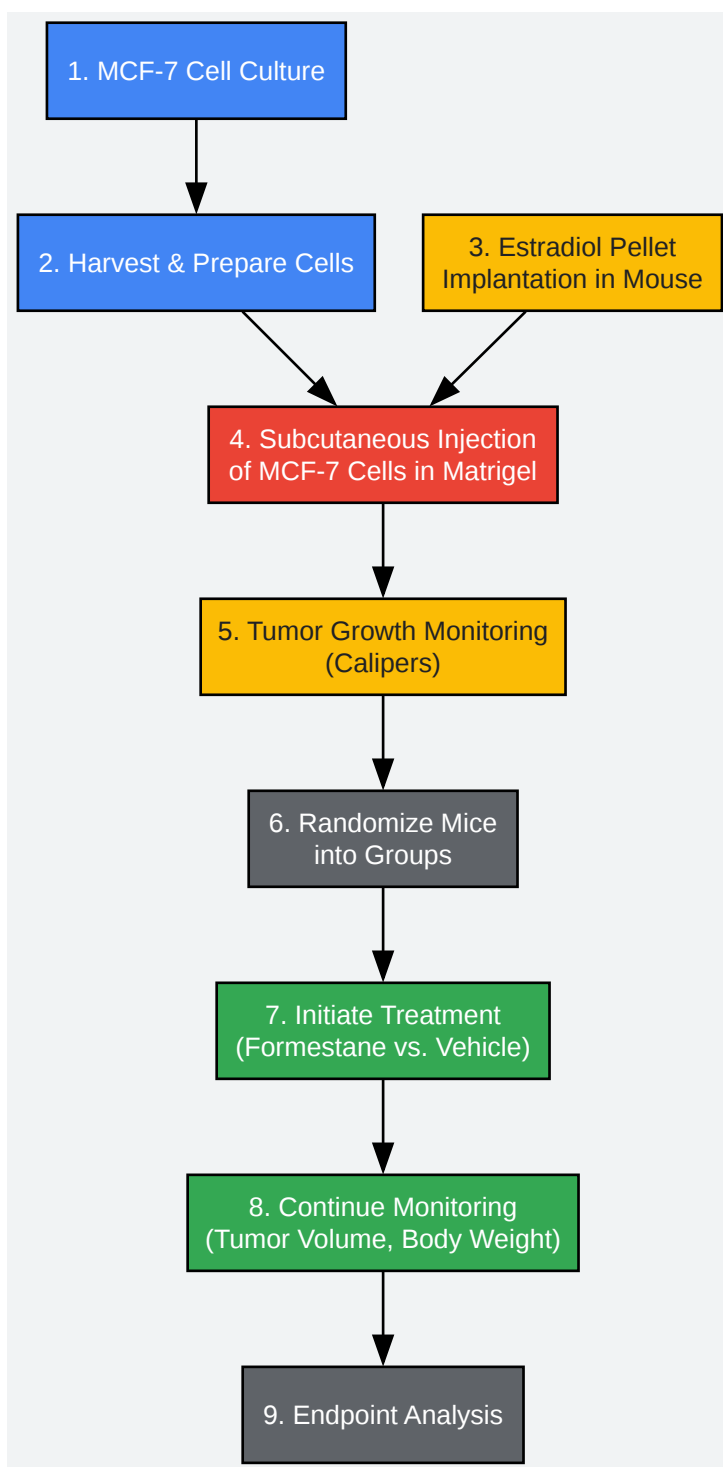 1. MCF-7 Cell Culture
2. Harvest & Prepare Cells
3. Estradiol Pellet
Implantation in Mouse
4. Subcutaneous Injection
of MCF-7 Cells in Matrigel
5. Tumor Growth Monitoring
(Calipers)
6. Randomize Mice
into Groups
7. Initiate Treatment
(Formestane vs. Vehicle)
8. Continue Monitoring
(Tumor Volume, Body Weight)
9. Endpoint Analysis